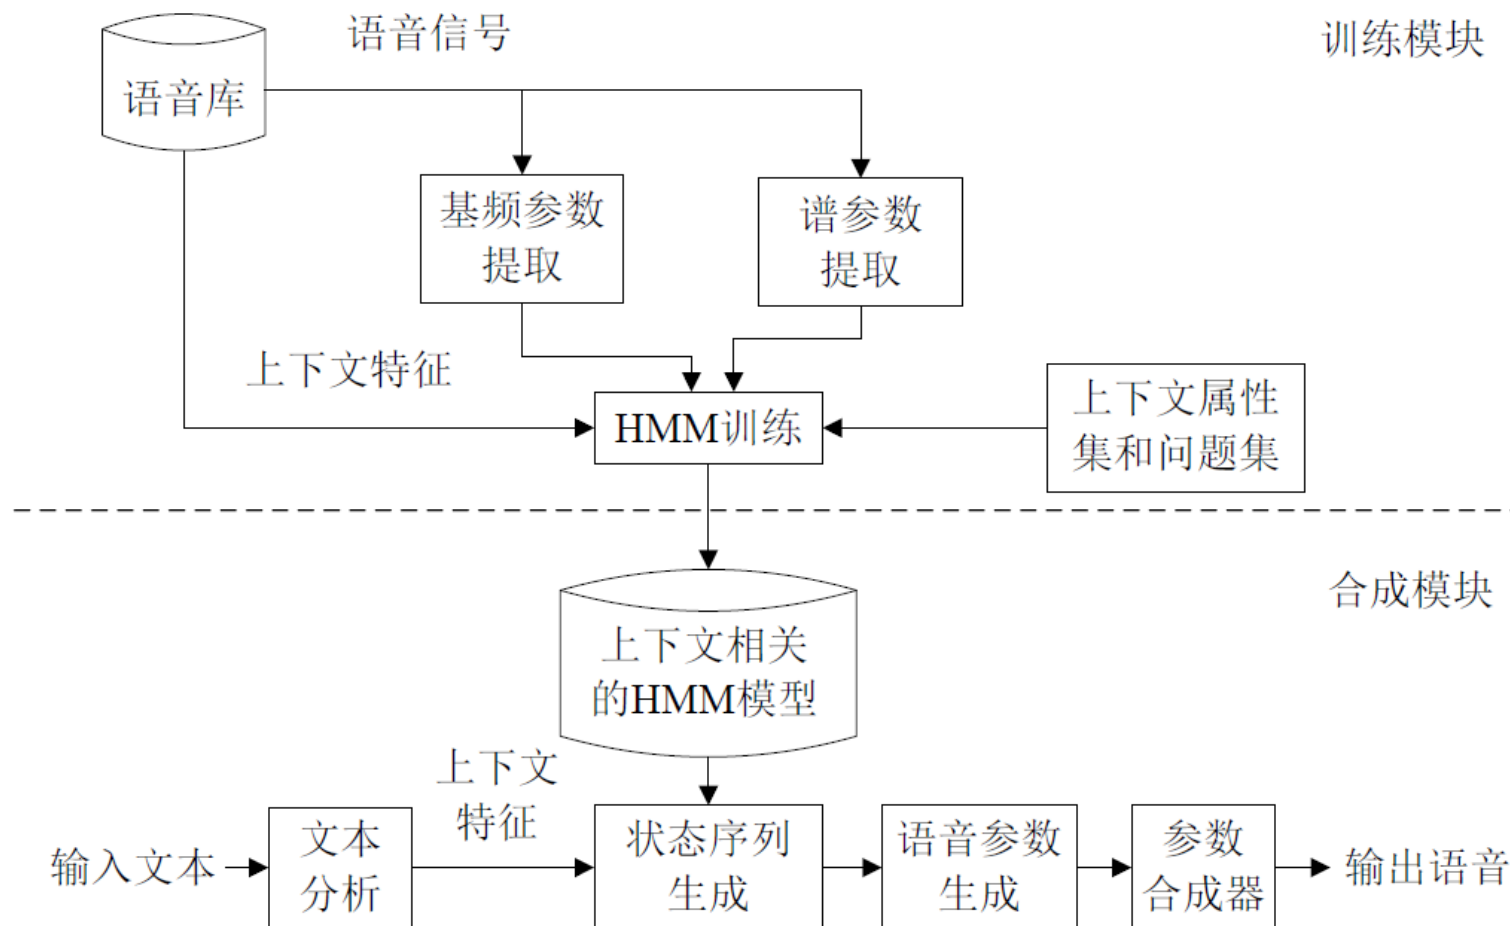 语音信号
训练模块
语音库
基频参数
提取
谱参数
提取
上下文特征
HMM训练
上下文属性
集和问题集
合成模块
上下文相关
的HMM模型
上下文
特征
输入文本
文本
分析
状态序列
生成
语音参数
生成
参数
合成器
输出语音